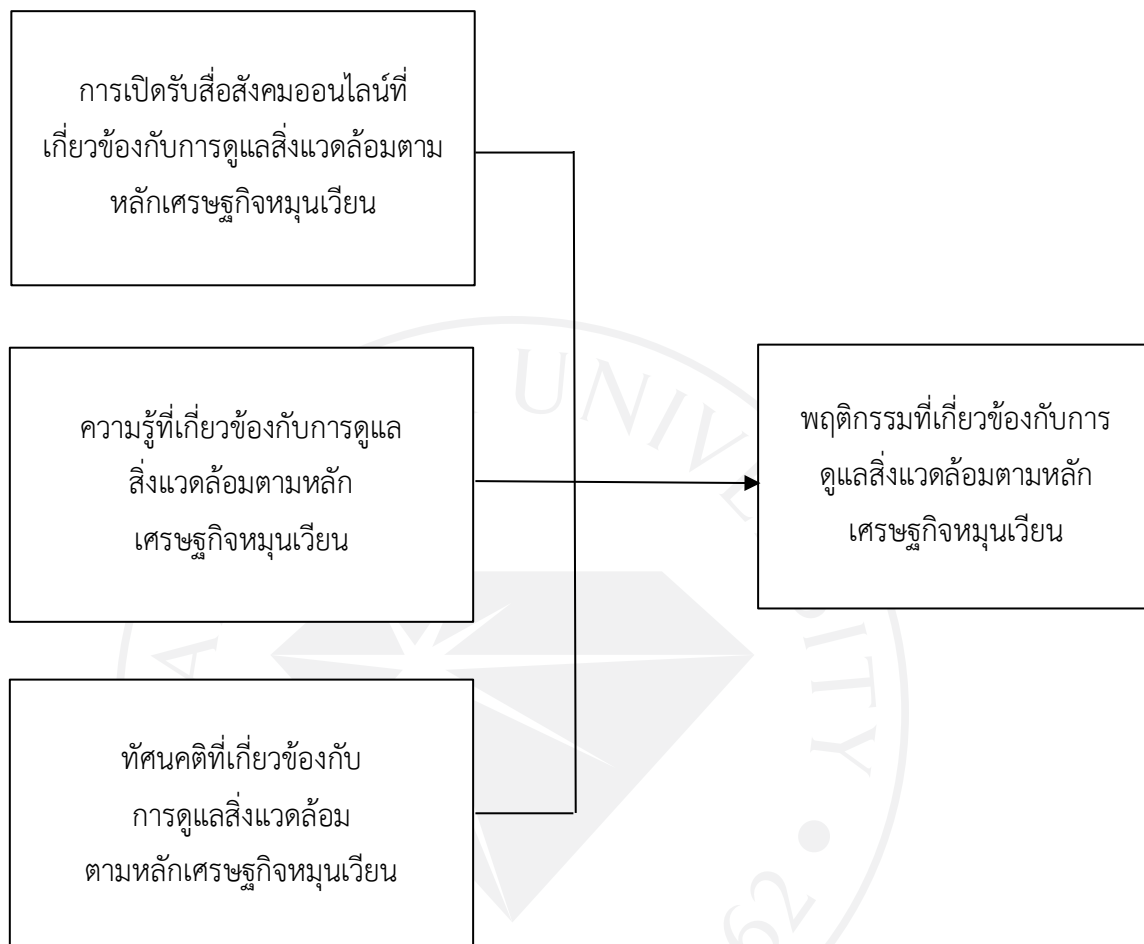 การเปิดรับสื่อสังคมออนไลน์ที่
เกี่ยวข้องกับการดูแลสิ่งแวดล้อมตาม
หลักเศรษฐกิจหมุนเวียน
ความรู้ที่เกี่ยวข้องกับการดูแล
สิ่งแวดล้อมตามหลัก
เศรษฐกิจหมุนเวียน
ทัศนคติที่เกี่ยวข้องกับ
การดูแลสิ่งแวดล้อม
ตามหลักเศรษฐกิจหมุนเวียน
พฤติกรรมที่เกี่ยวข้องกับการ
ดูแลสิ่งแวดล้อมตามหลัก
เศรษฐกิจหมุนเวียน